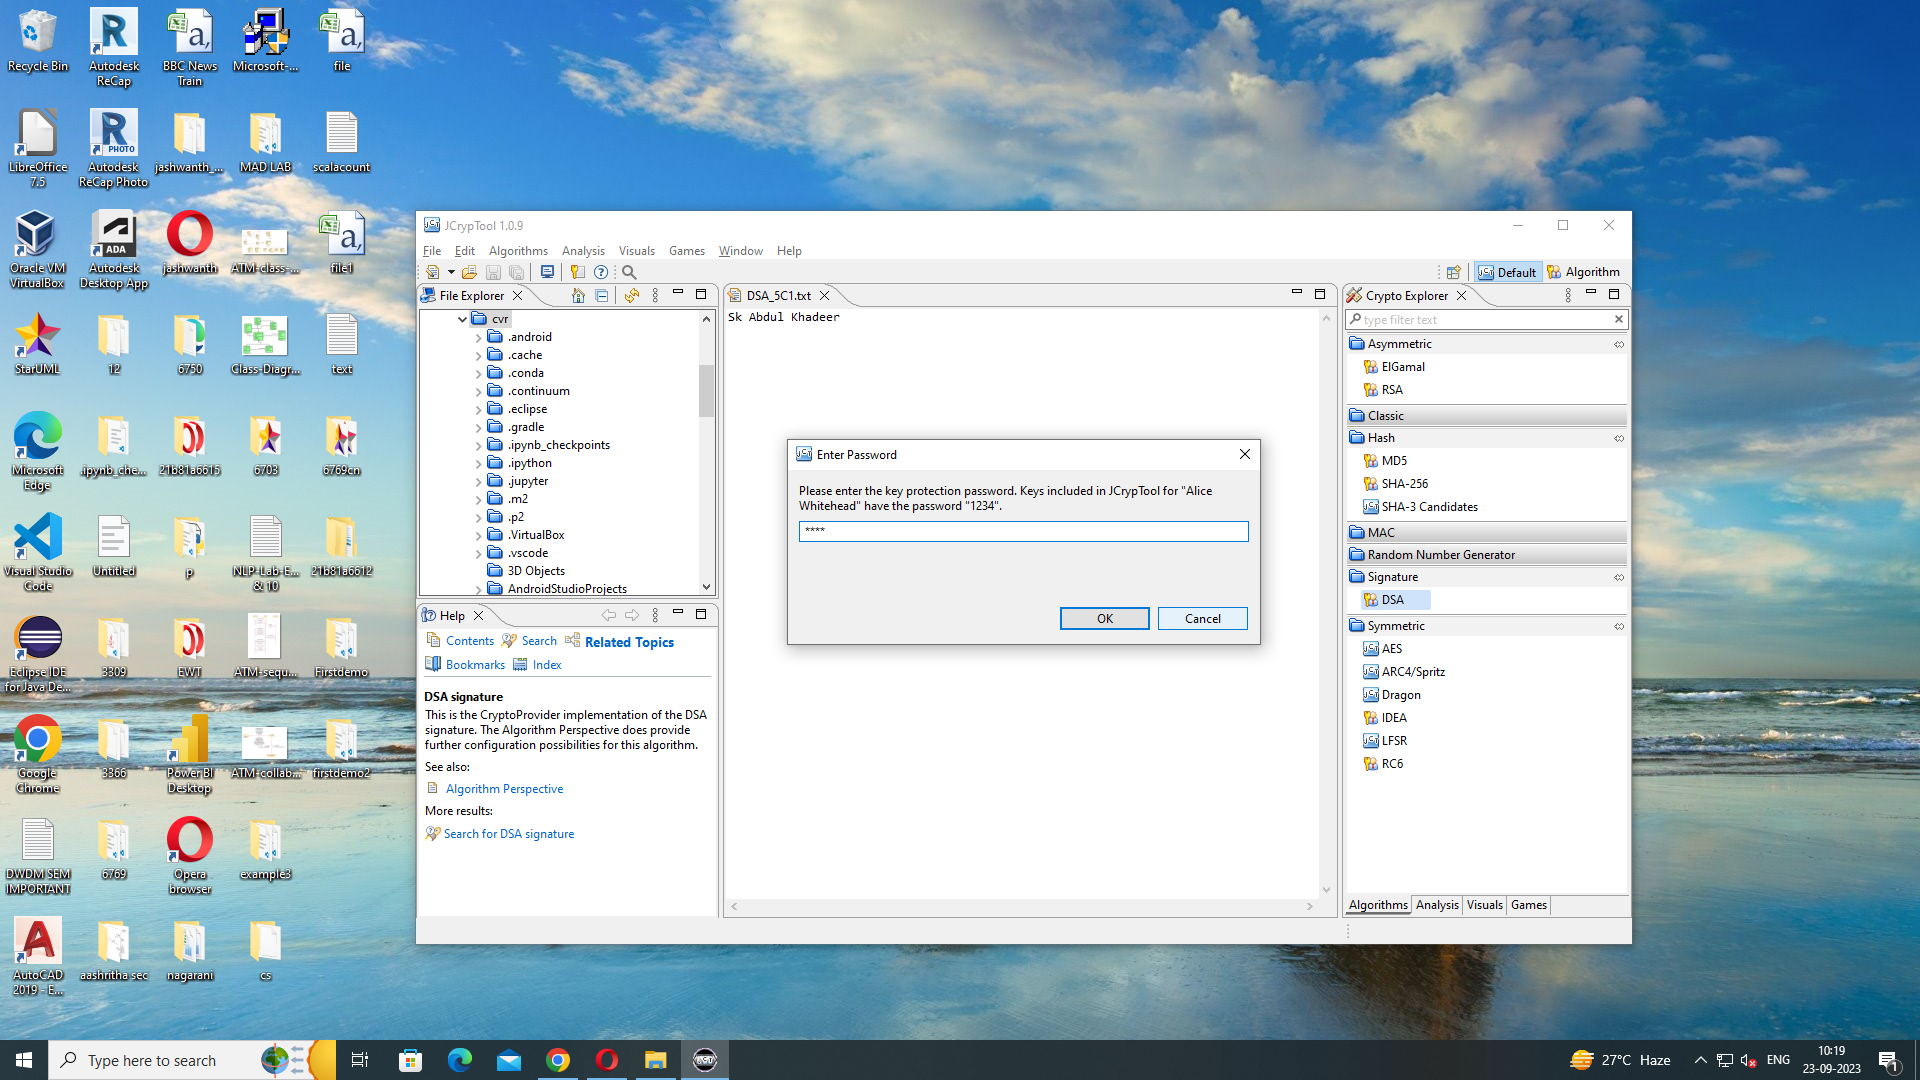 Recycle Bin
Autodesk
ReCap
BBC News
Train
Microsoft-...
file
LibreOffice
7.5
Autodesk
ReCap Photo
jashwanth_...
MAD LAB
scalacount
Oracle VM
VirtualBox
Autodesk
Desktop App
jashwanth
ATM-class-...
file1
StarUML
12
6750
Class-Diagr...
text
Microsoft
Edge
.ipynb_che...
21b81a6615
6703
6769cn
Visual Studio
Code
Untitled
p
NLP-Lab-E...
& 10
21b81a6612
Eclipse IDE
for Java De...
3309
EWT
ATM-sequ...
Firstdemo
Google
Chrome
3366
Power BI
Desktop
ATM-collab...
firstdemo2
DWDM SEM
IMPORTANT
6769
Opera
browser
example3
AutoCAD
2019 - E...
aashritha sec
nagarani
cs
JCrypTool 1.0.9
File Edit Algorithms Analysis Visuals Games Window Help
Default Algorithm
File Explorer
cvr
.android
.cache
.conda
.continuum
.eclipse
.gradle
.ipynb_checkpoints
.ipython
.jupyter
.m2
.p2
.VirtualBox
.vscode
3D Objects
AndroidStudioProjects
Help
Contents Search Related Topics
Bookmarks Index
DSA signature
This is the CryptoProvider implementation of the DSA
signature. The Algorithm Perspective does provide
further configuration possibilities for this algorithm.
See also:
Algorithm Perspective
More results:
Search for DSA signature
DSA_5C1.txt
Sk Abdul Khadeer
Enter Password
Please enter the key protection password. Keys included in JCrypTool for "Alice
Whitehead" have the password "1234".
****
OK Cancel
Crypto Explorer
type filter text
Asymmetric
ElGamal
RSA
Classic
Hash
MD5
SHA-256
SHA-3 Candidates
MAC
Random Number Generator
Signature
DSA
Symmetric
AES
ARC4/Spritz
Dragon
IDEA
LFSR
RC6
Algorithms Analysis Visuals Games
Type here to search
27°C Haze
ENG
10:19
23-09-2023
1